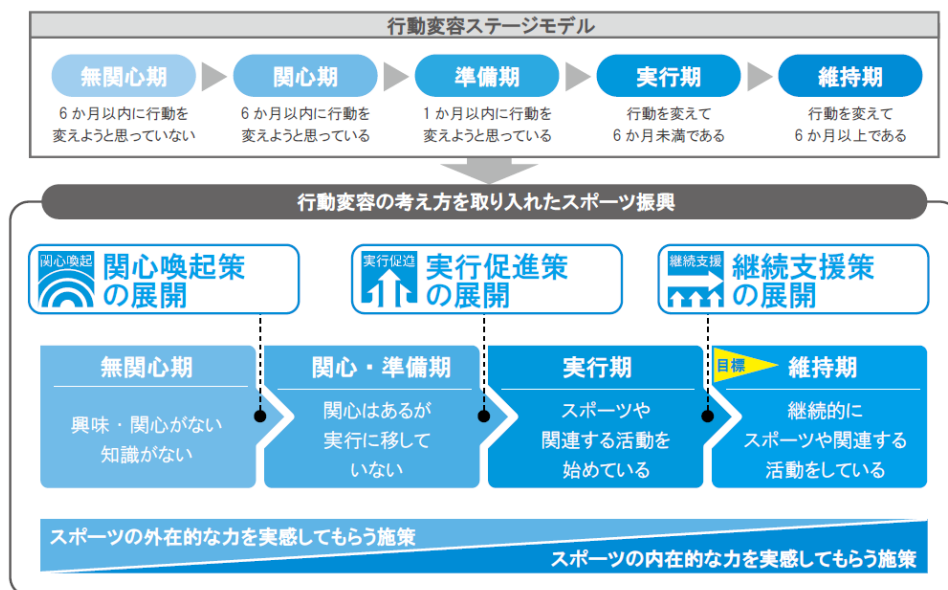 行動変容ステージモデル
無関心期
関心期
準備期
実行期
維持期
6か月以内に行動を
変えようと思っていない
6か月以内に行動を
変えようと思っている
1か月以内に行動を
変えようと思っている
行動を変えて
6か月未満である
行動を変えて
6か月以上である
行動変容の考え方を取り入れたスポーツ振興
関心喚起
関心喚起策
の展開
実行促進
実行促進策
の展開
継続支援
継続支援策
の展開
無関心期
興味・関心がない
知識がない
関心・準備期
関心はあるが
実行に移して
いない
実行期
スポーツや
関連する活動を
始めている
目標
維持期
継続的に
スポーツや関連する
活動をしている
スポーツの外在的な力を実感してもらう施策
スポーツの内在的な力を実感してもらう施策